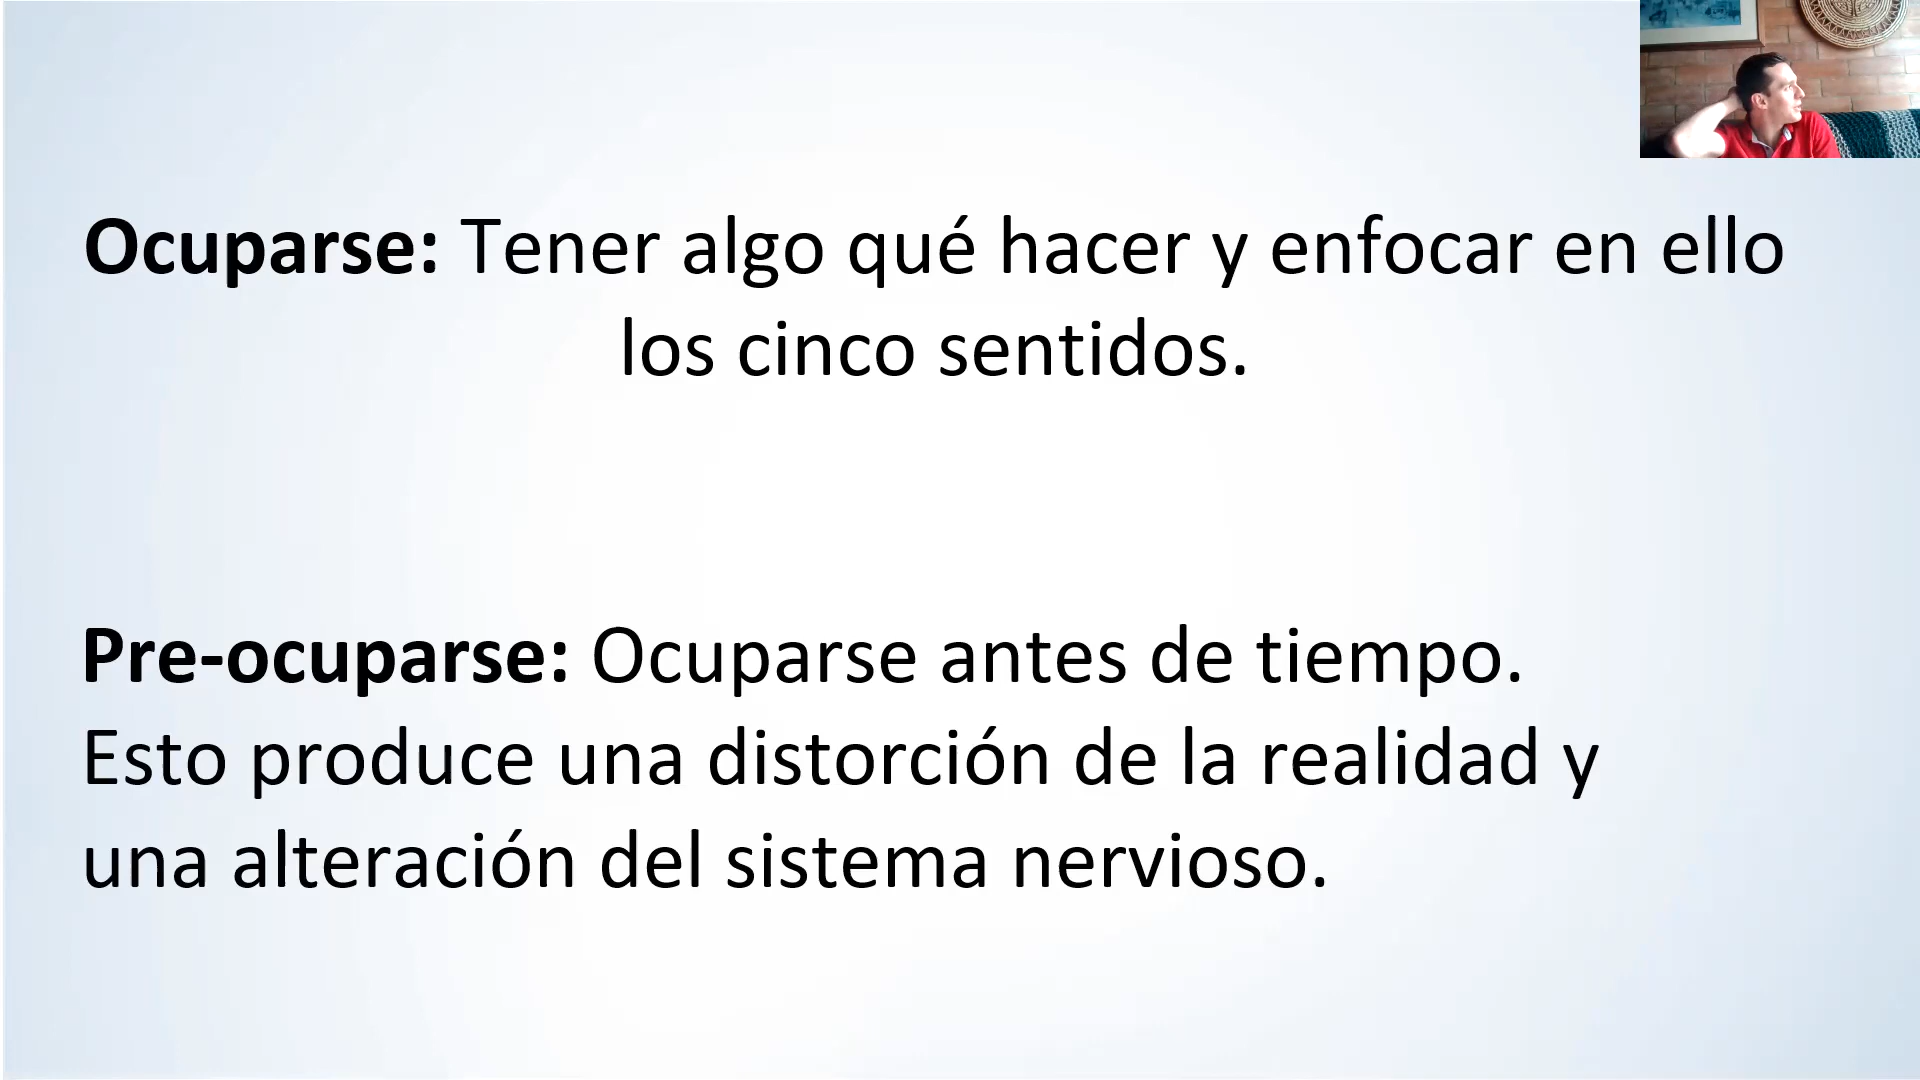 Ocuparse: Tener algo qué hacer y enfocar en ello
los cinco sentidos.
Pre-ocuparse: Ocuparse antes de tiempo.
Esto produce una distorción de la realidad y
una alteración del sistema nervioso.